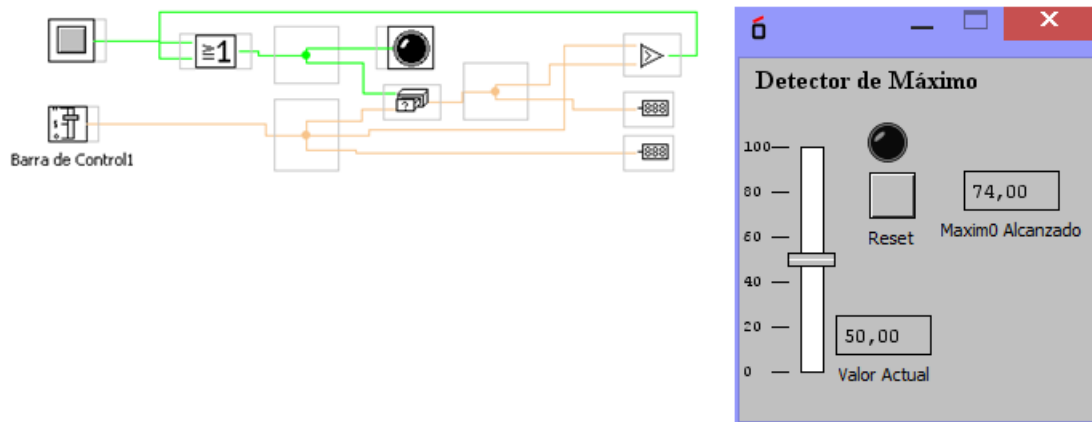 ≥1
Barra de Control1
Detector de Máximo
100
80
74,00
60
Reset
Maxim0 Alcanzado
40
20
50,00
0
Valor Actual